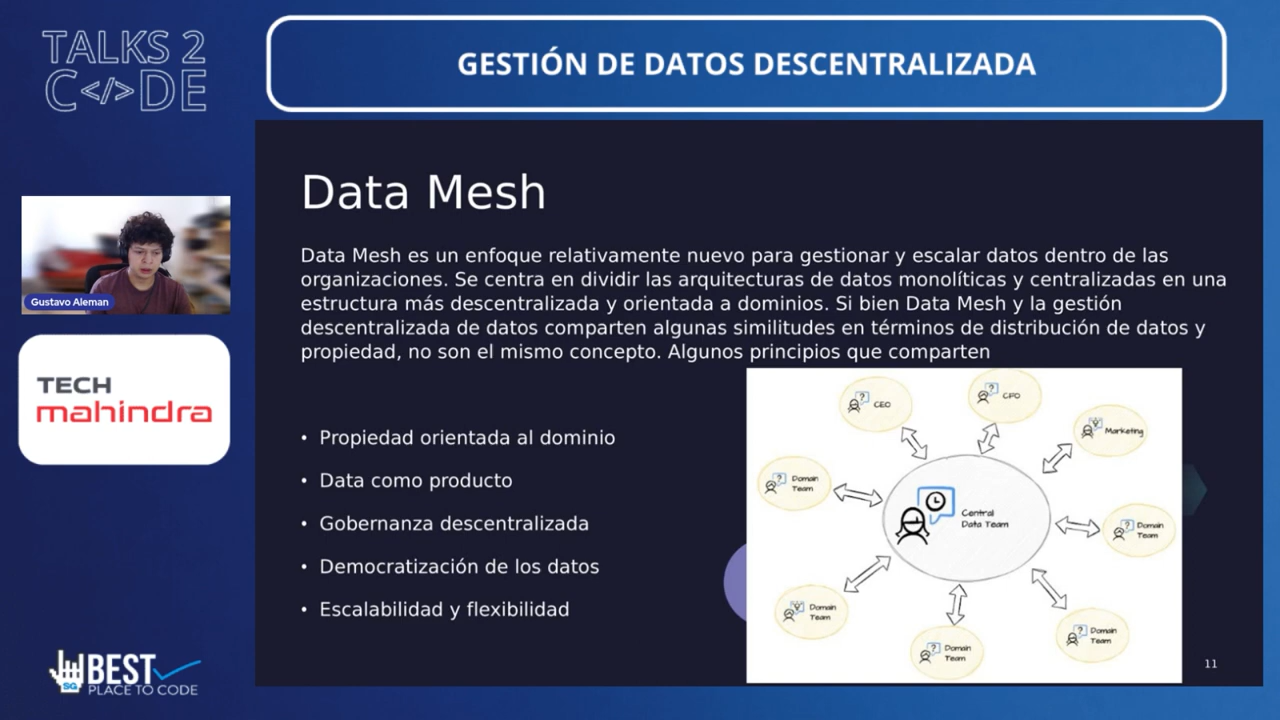 TALKS 2
C</>DE
GESTIÓN DE DATOS DESCENTRALIZADA
Data Mesh
Data Mesh es un enfoque relativamente nuevo para gestionar y escalar datos dentro de las
organizaciones. Se centra en dividir las arquitecturas de datos monolíticas y centralizadas en una
estructura más descentralizada y orientada a dominios. Si bien Data Mesh y la gestión
descentralizada de datos comparten algunas similitudes en términos de distribución de datos y
propiedad, no son el mismo concepto. Algunos principios que comparten
Gustavo Aleman
TECH
mahindra
• Propiedad orientada al dominio
• Data como producto
• Gobernanza descentralizada
• Democratización de los datos
• Escalabilidad y flexibilidad
CEO
CFO
Marketing
Domain
Team
Central
Data Team
Domain
Team
Domain
Team
Domain
Team
Domain
Team
11
SG
BEST
PLACE TO CODE